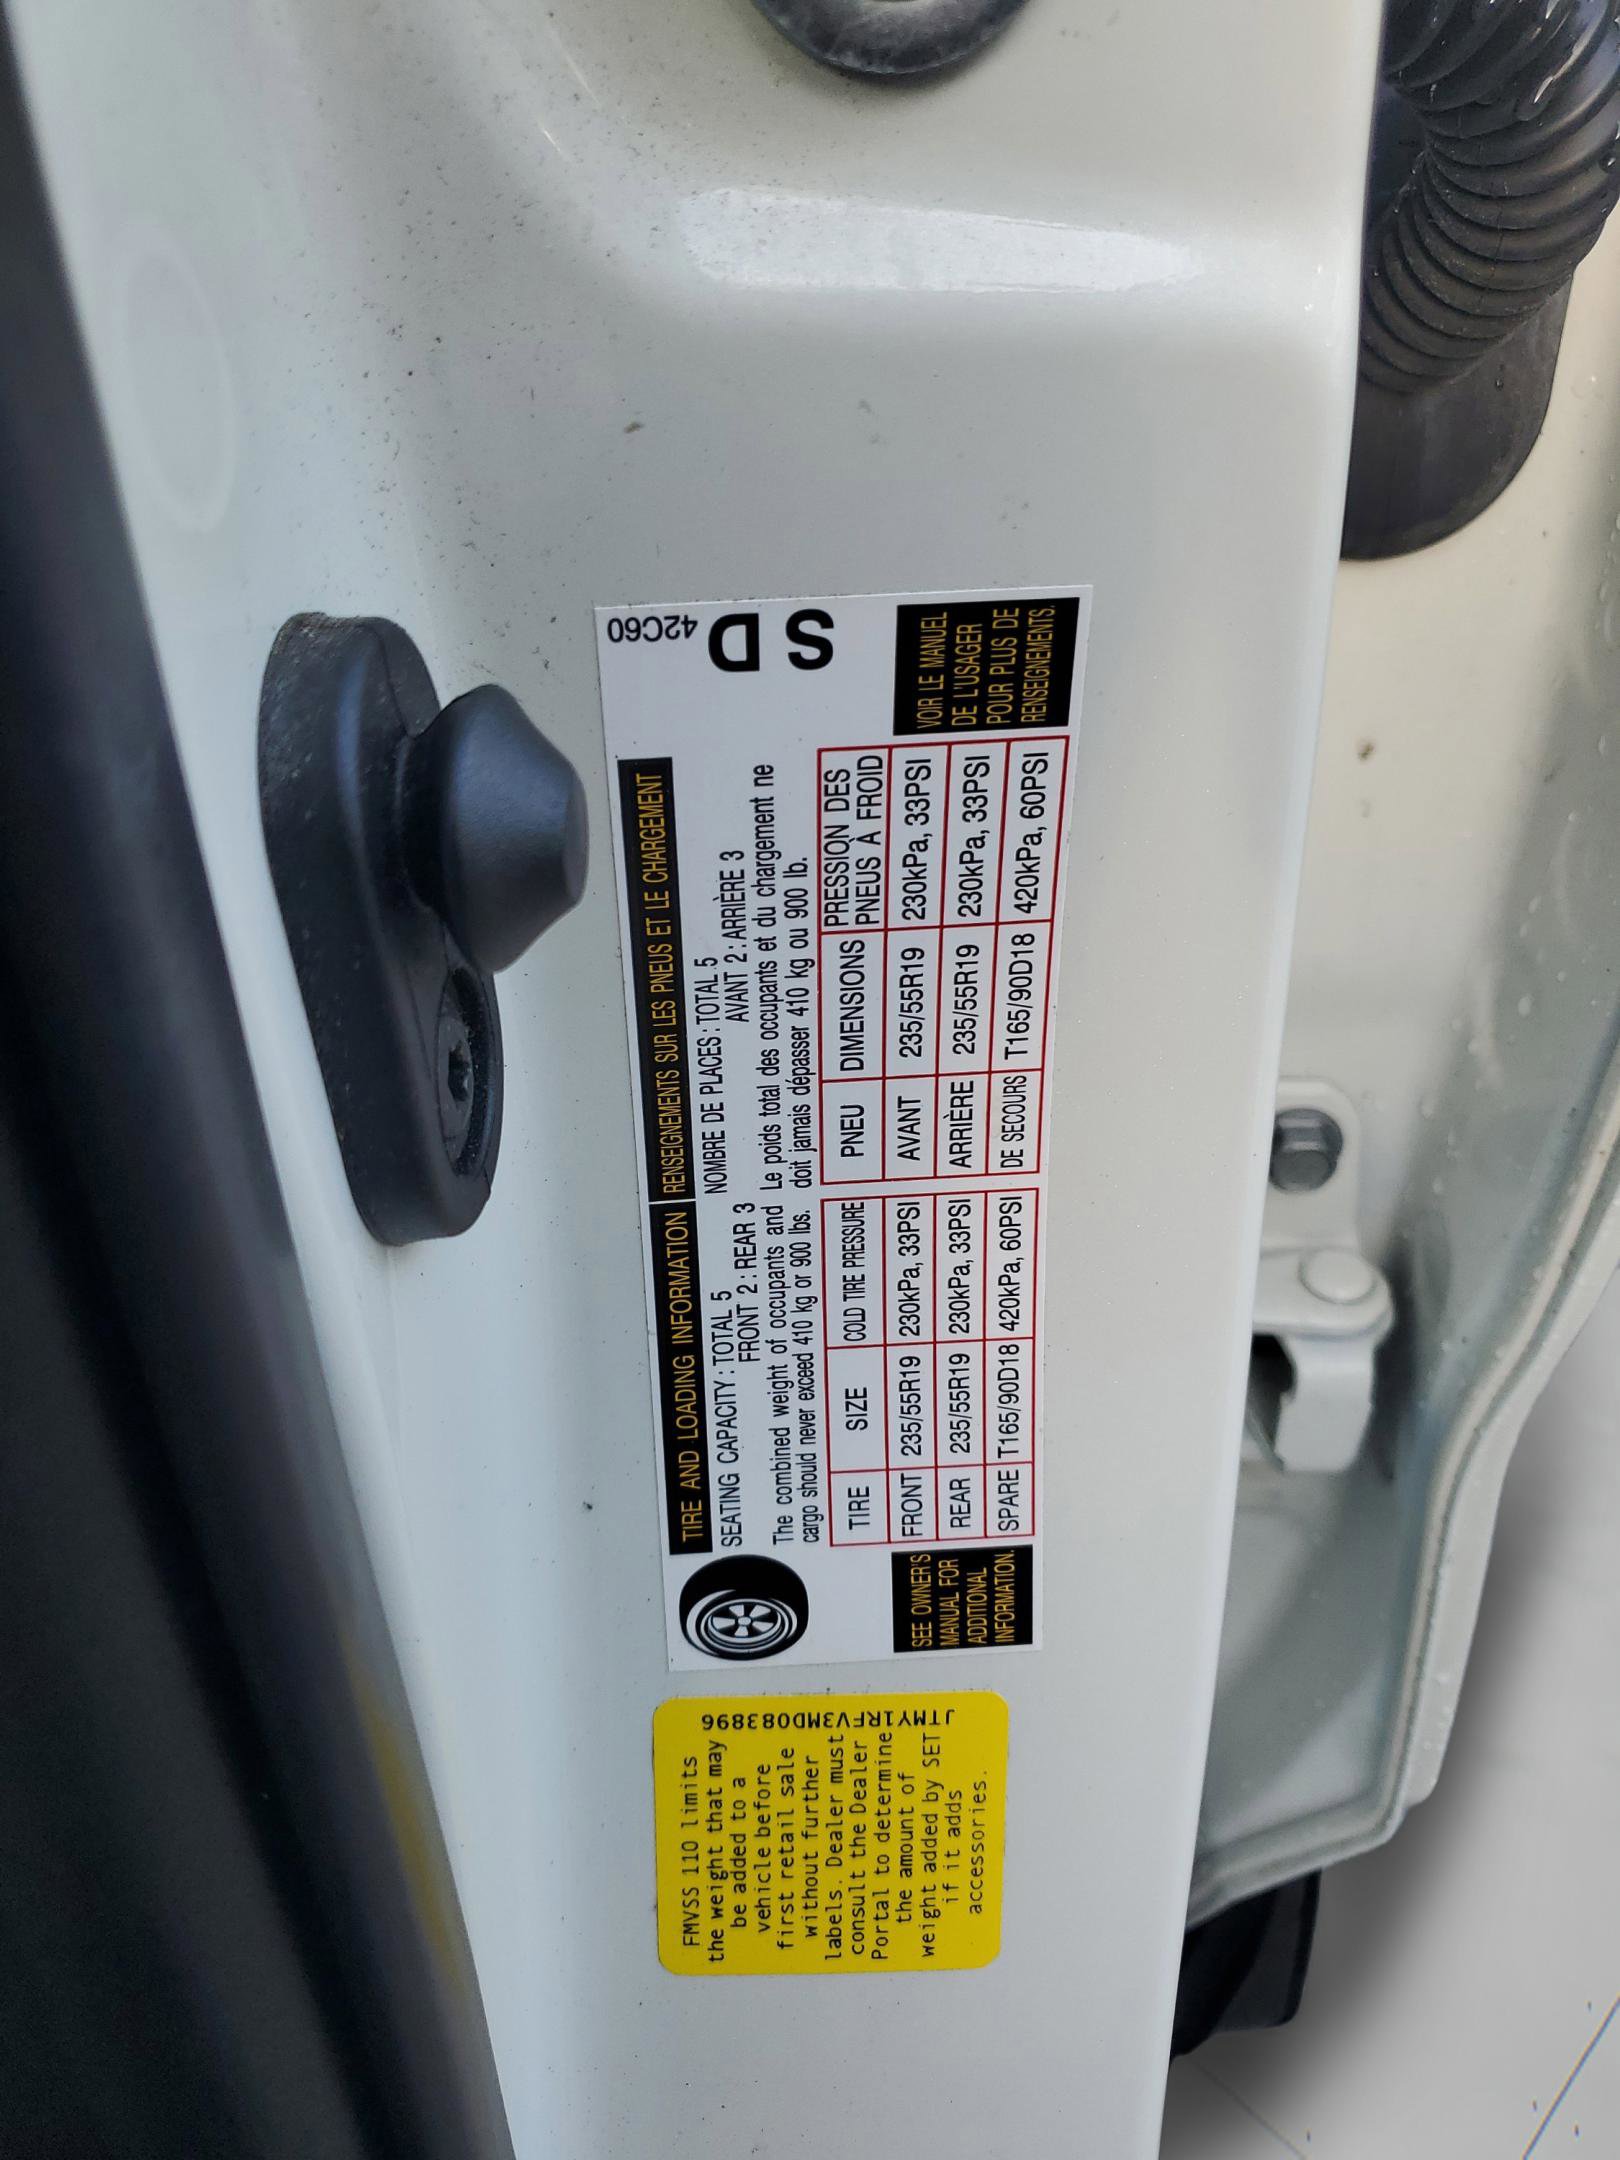 TIRE AND LOADING INFORMATION
SEATING CAPACITY : TOTAL 5
FRONT 2 : REAR 3
The combined weight of occupants and
cargo should never exceed 410 kg or 900 lbs.
TIRE SIZE COLD TIRE PRESSURE
FRONT 235/55R19 230kPa, 33PSI
REAR 235/55R19 230kPa, 33PSI
SPARE T165/90D18 420kPa, 60PSI
SEE OWNER'S
MANUAL FOR
ADDITIONAL
INFORMATION.
RENSEIGNEMENTS SUR LES PNEUS ET LE CHARGEMENT
NOMBRE DE PLACES : TOTAL 5
AVANT 2 : ARRIÈRE 3
Le poids total des occupants et du chargement ne
doit jamais dépasser 410 kg ou 900 lb.
PNEU DIMENSIONS PRESSION DES
PNEUS À FROID
AVANT 235/55R19 230kPa, 33PSI
ARRIÈRE 235/55R19 230kPa, 33PSI
DE SECOURS T165/90D18 420kPa, 60PSI
VOIR LE MANUEL
DE L'USAGER
POUR PLUS DE
RENSEIGNEMENTS.
42C60
D
S
FMVSS 110 limits
the weight that may
be added to a
vehicle before
first retail sale
without further
labels. Dealer must
consult the Dealer
Portal to determine
the amount of
weight added by SET
if it adds
accessories.
JTMY1RFV3MD083896